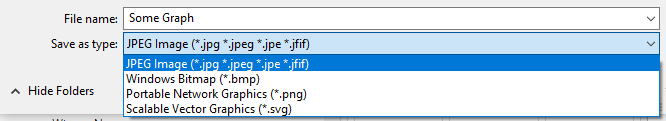 File name: Some Graph
Save as type: JPEG Image (*.jpg *.jpeg *.jpe *.jfif)
JPEG Image (*.jpg *.jpeg *.jpe *.jfif)
Windows Bitmap (*.bmp)
Portable Network Graphics (*.png)
Scalable Vector Graphics (*.svg)
Hide Folders